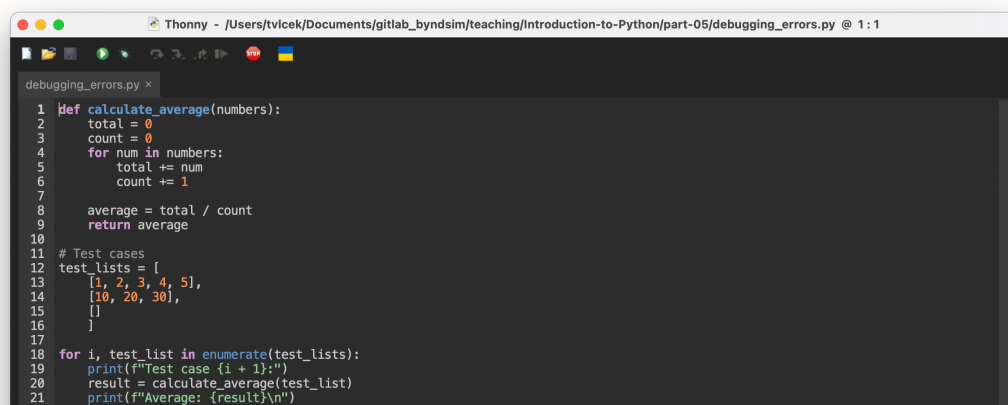 Thonny - /Users/tvlcek/Documents/gitlab_byndsim/teaching/Introduction-to-Python/part-05/debugging_errors.py @ 1:1
STOP
debugging_errors.py ×
1 def calculate_average(numbers):
2     total = 0
3     count = 0
4     for num in numbers:
5         total += num
6         count += 1
7
8     average = total / count
9     return average
10
11 # Test cases
12 test_lists = [
13     [1, 2, 3, 4, 5],
14     [10, 20, 30],
15     []
16     ]
17
18 for i, test_list in enumerate(test_lists):
19     print(f"Test case {i + 1}:")
20     result = calculate_average(test_list)
21     print(f"Average: {result}\n")